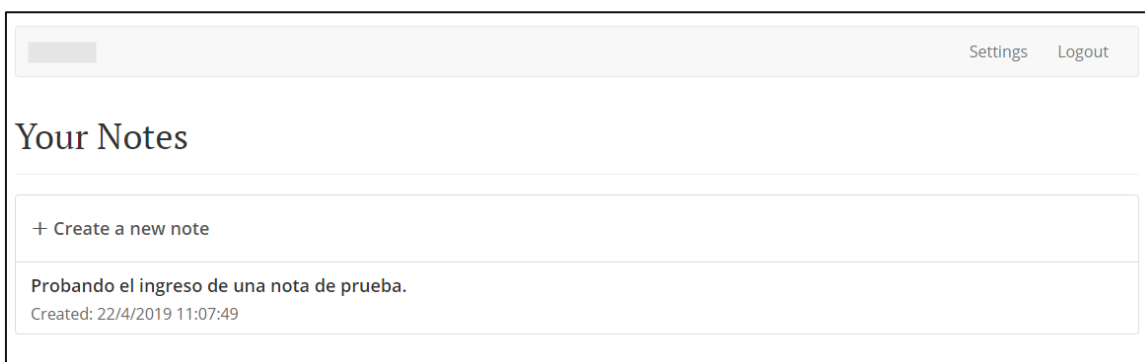 Settings Logout
Your Notes
+ Create a new note
Probando el ingreso de una nota de prueba.
Created: 22/4/2019 11:07:49